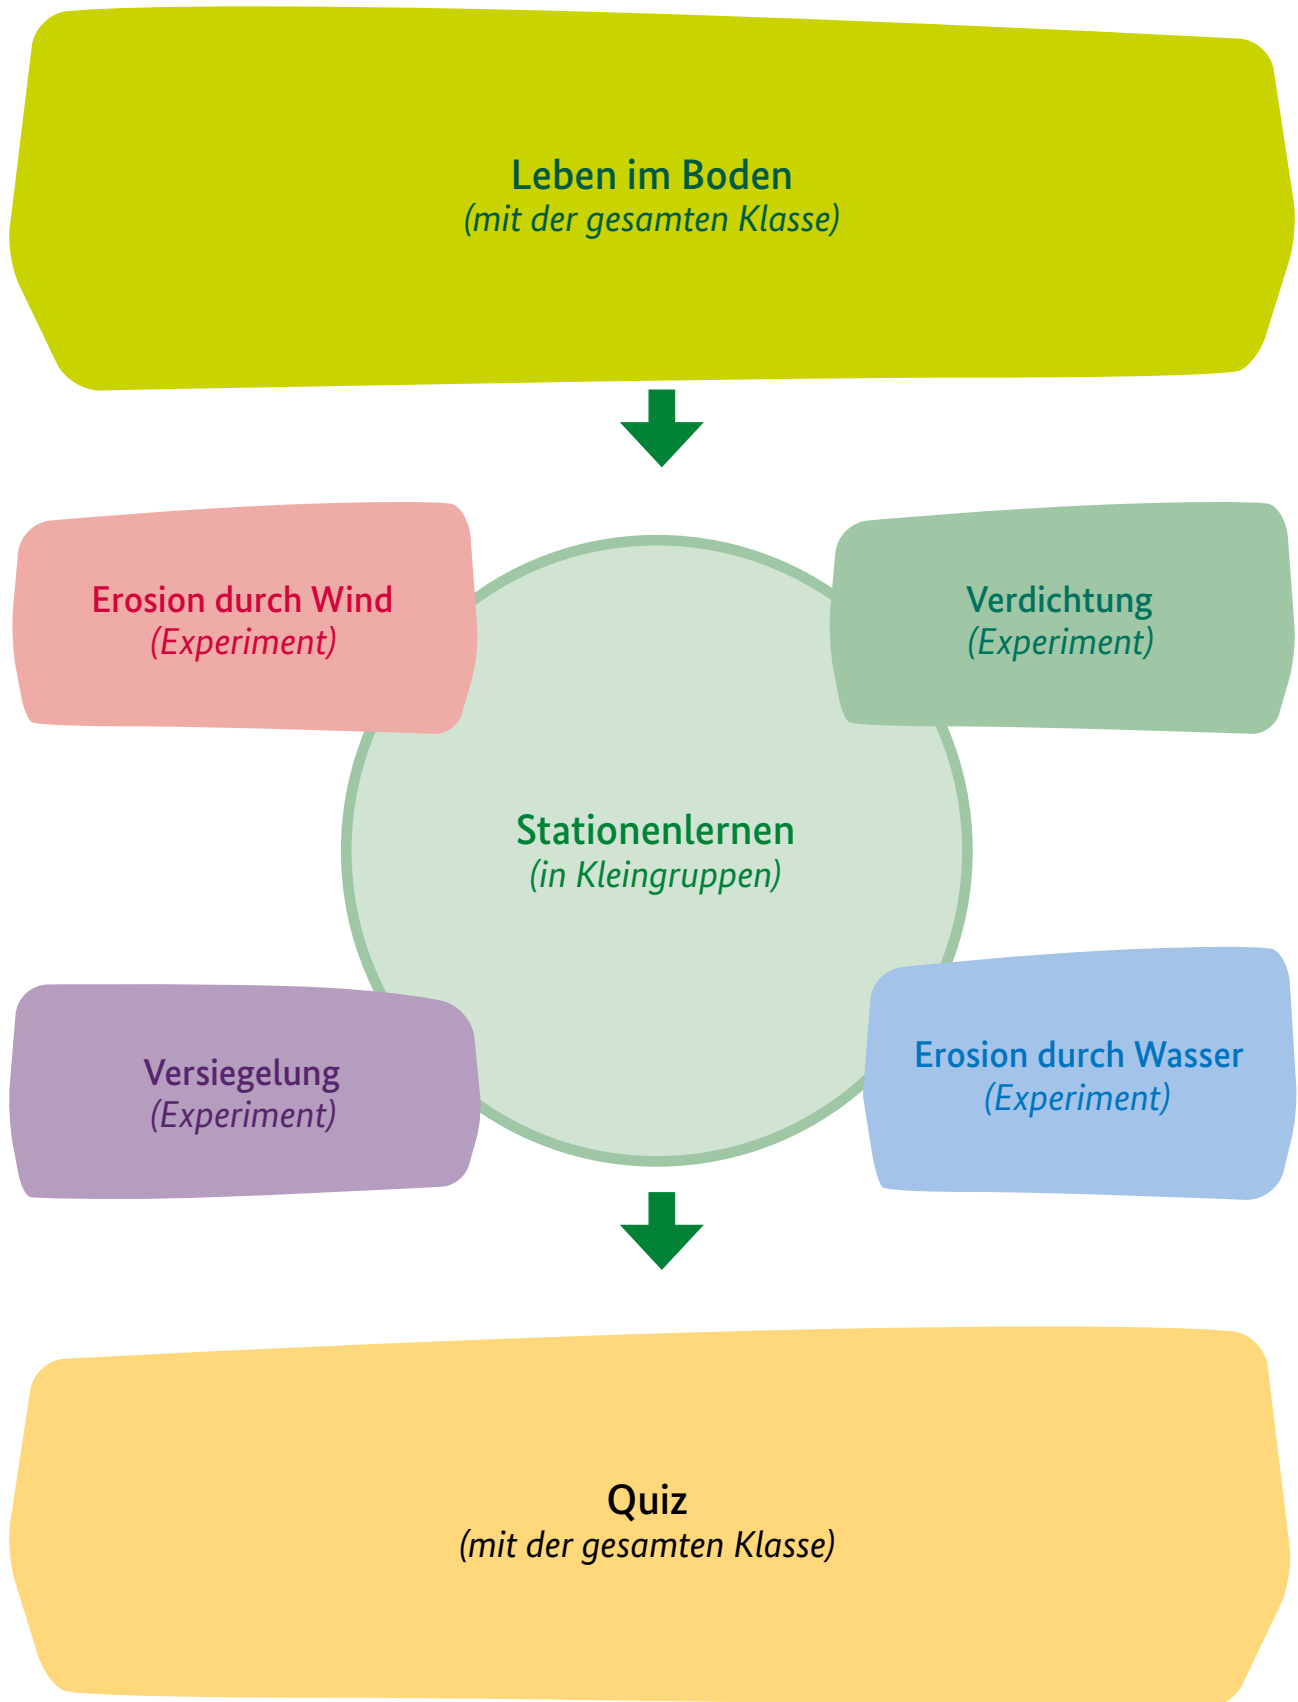 Leben im Boden
(mit der gesamten Klasse)
Erosion durch Wind
(Experiment)
Verdichtung
(Experiment)
Stationenlernen
(in Kleingruppen)
Versiegelung
(Experiment)
Erosion durch Wasser
(Experiment)
Quiz
(mit der gesamten Klasse)